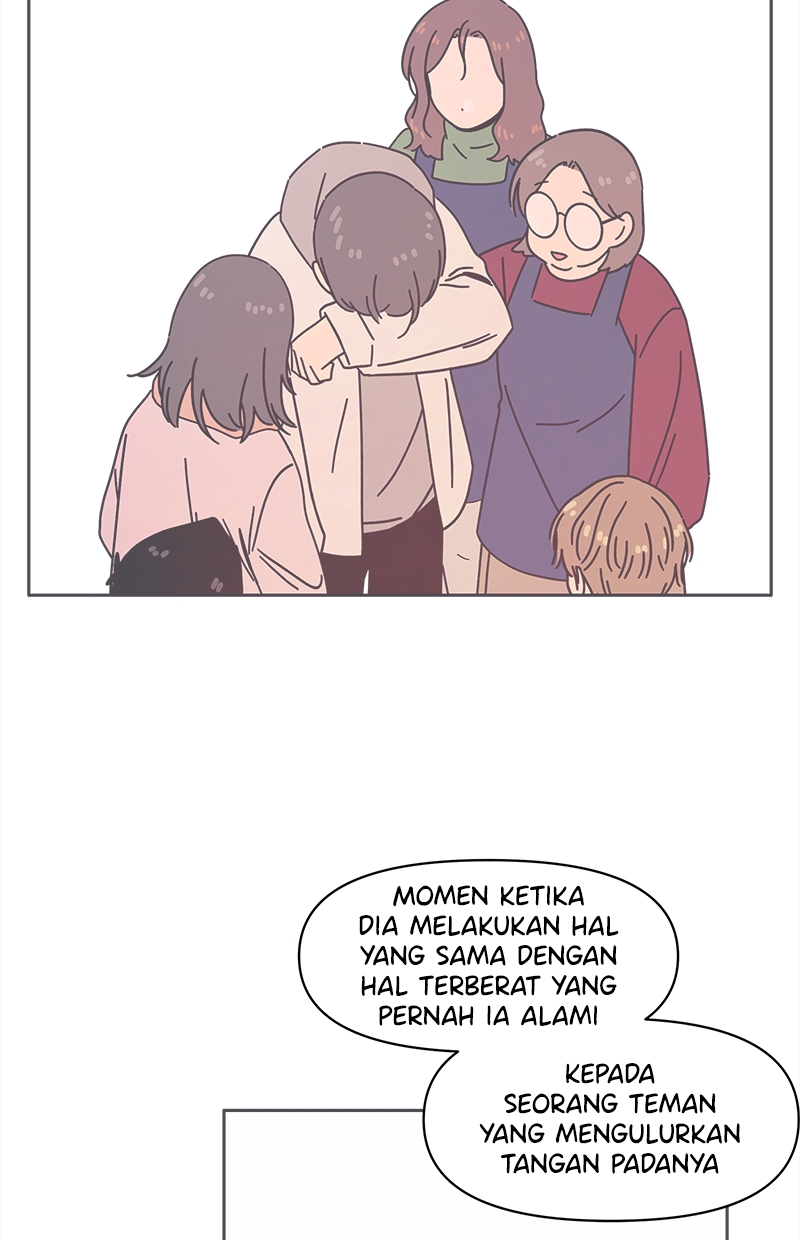 MOMEN KETIKA
DIA MELAKUKAN HAL
YANG SAMA DENGAN
HAL TERBERAT YANG
PERNAH IA ALAMI
KEPADA
SEORANG TEMAN
YANG MENGULURKAN
TANGAN PADANYA